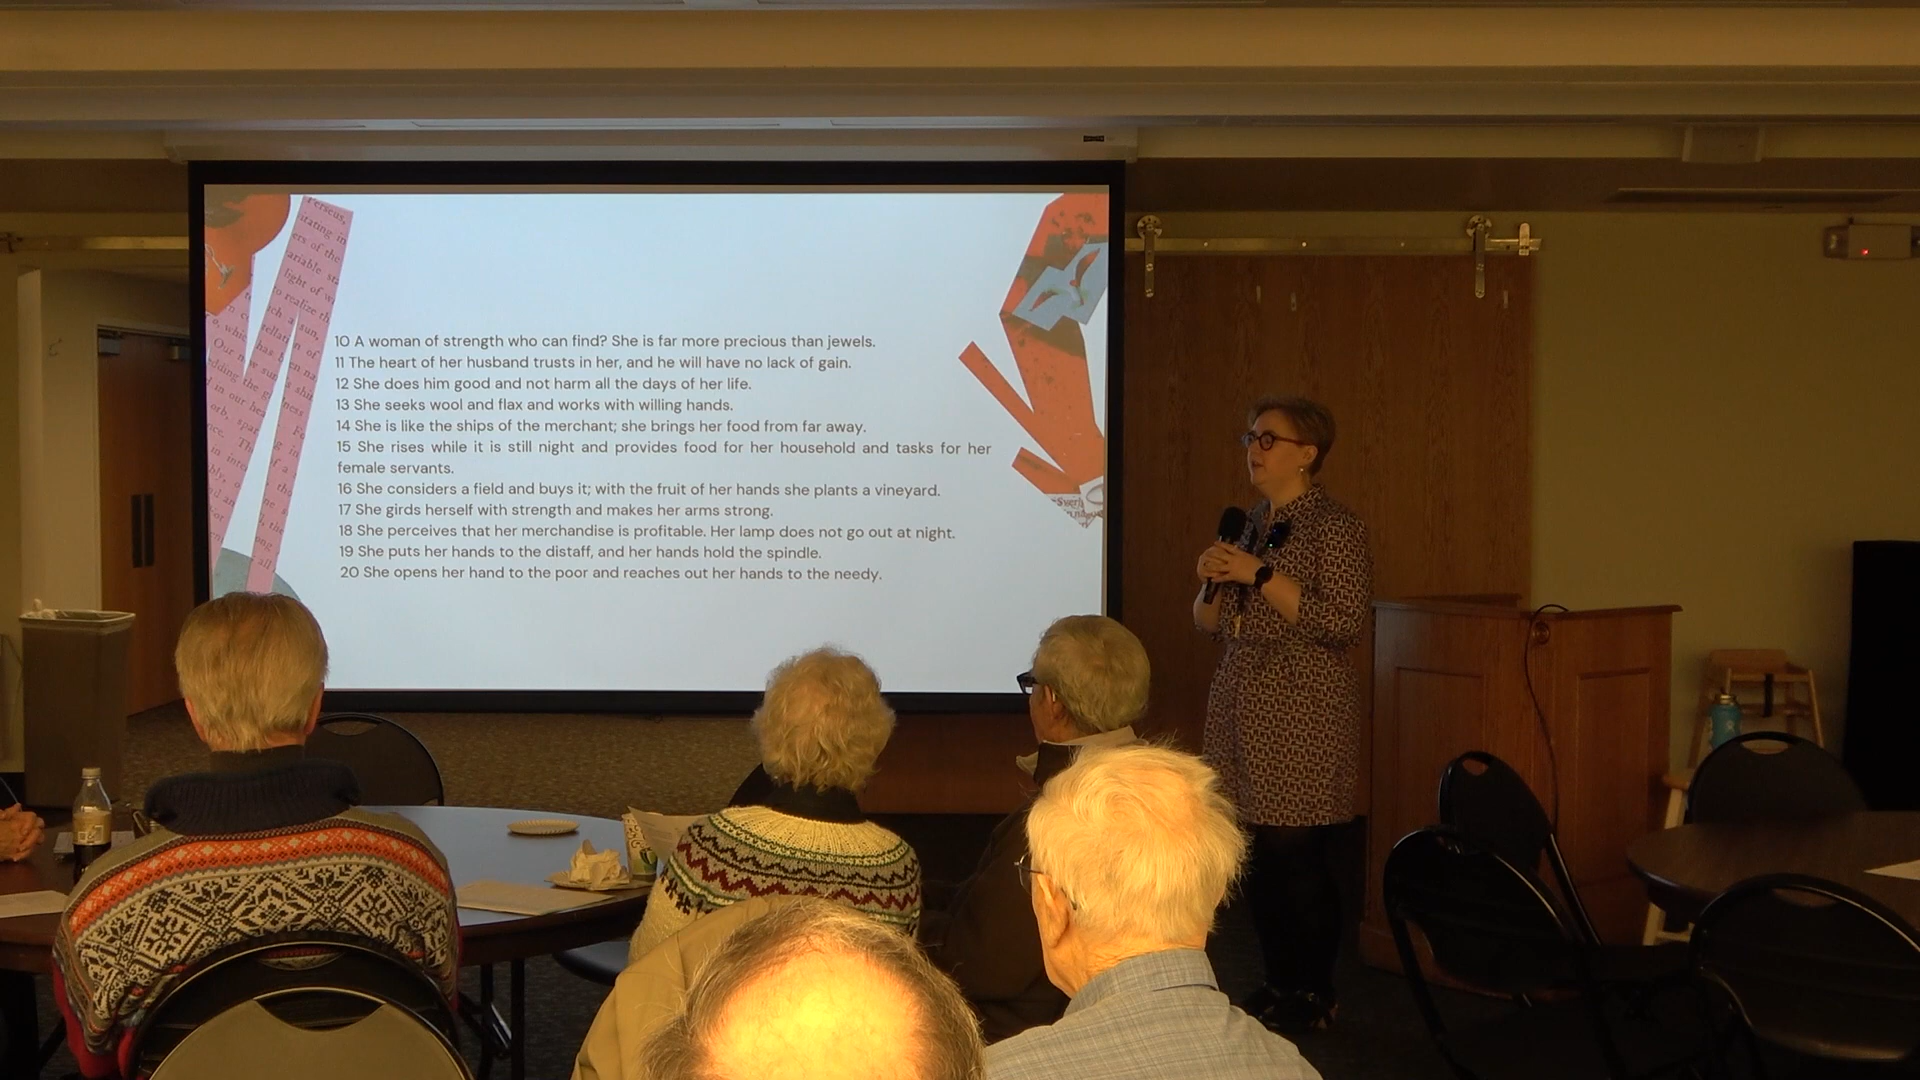 10 A woman of strength who can find? She is far more precious than jewels.
11 The heart of her husband trusts in her, and he will have no lack of gain.
12 She does him good and not harm all the days of her life.
13 She seeks wool and flax and works with willing hands.
14 She is like the ships of the merchant; she brings her food from far away.
15 She rises while it is still night and provides food for her household and tasks for her
female servants.
16 She considers a field and buys it; with the fruit of her hands she plants a vineyard.
17 She girds herself with strength and makes her arms strong.
18 She perceives that her merchandise is profitable. Her lamp does not go out at night.
19 She puts her hands to the distaff, and her hands hold the spindle.
20 She opens her hand to the poor and reaches out her hands to the needy.